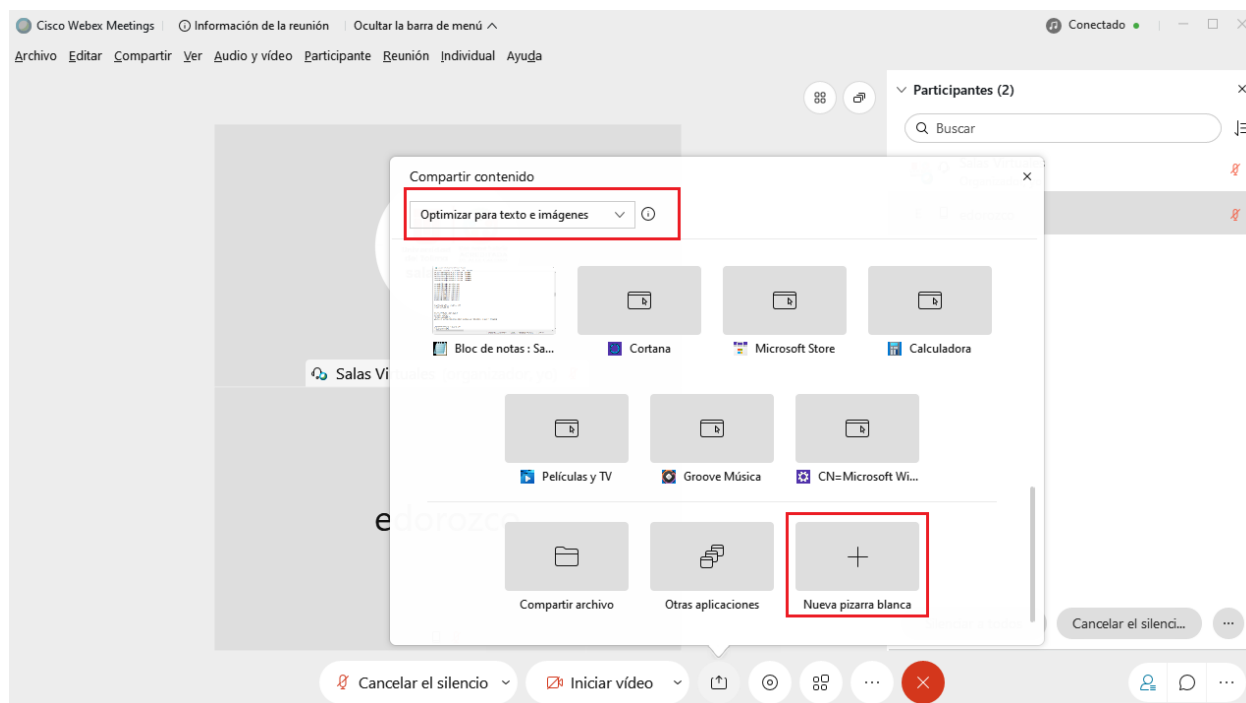 Cisco Webex Meetings Información de la reunión Ocultar la barra de menú
Conectado
Archivo Editar Compartir Ver Audio y vídeo Participante Reunión Individual Ayuda
Participantes (2)
Buscar
Compartir contenido
Optimizar para texto e imágenes
Bloc de notas : Sa...
Cortana
Microsoft Store
Calculadora
Salas Vi
Películas y TV
Groove Música
CN=Microsoft Wi...
edorozco
Compartir archivo
Otras aplicaciones
Nueva pizarra blanca
Cancelar el silenci...
Cancelar el silencio
Iniciar vídeo